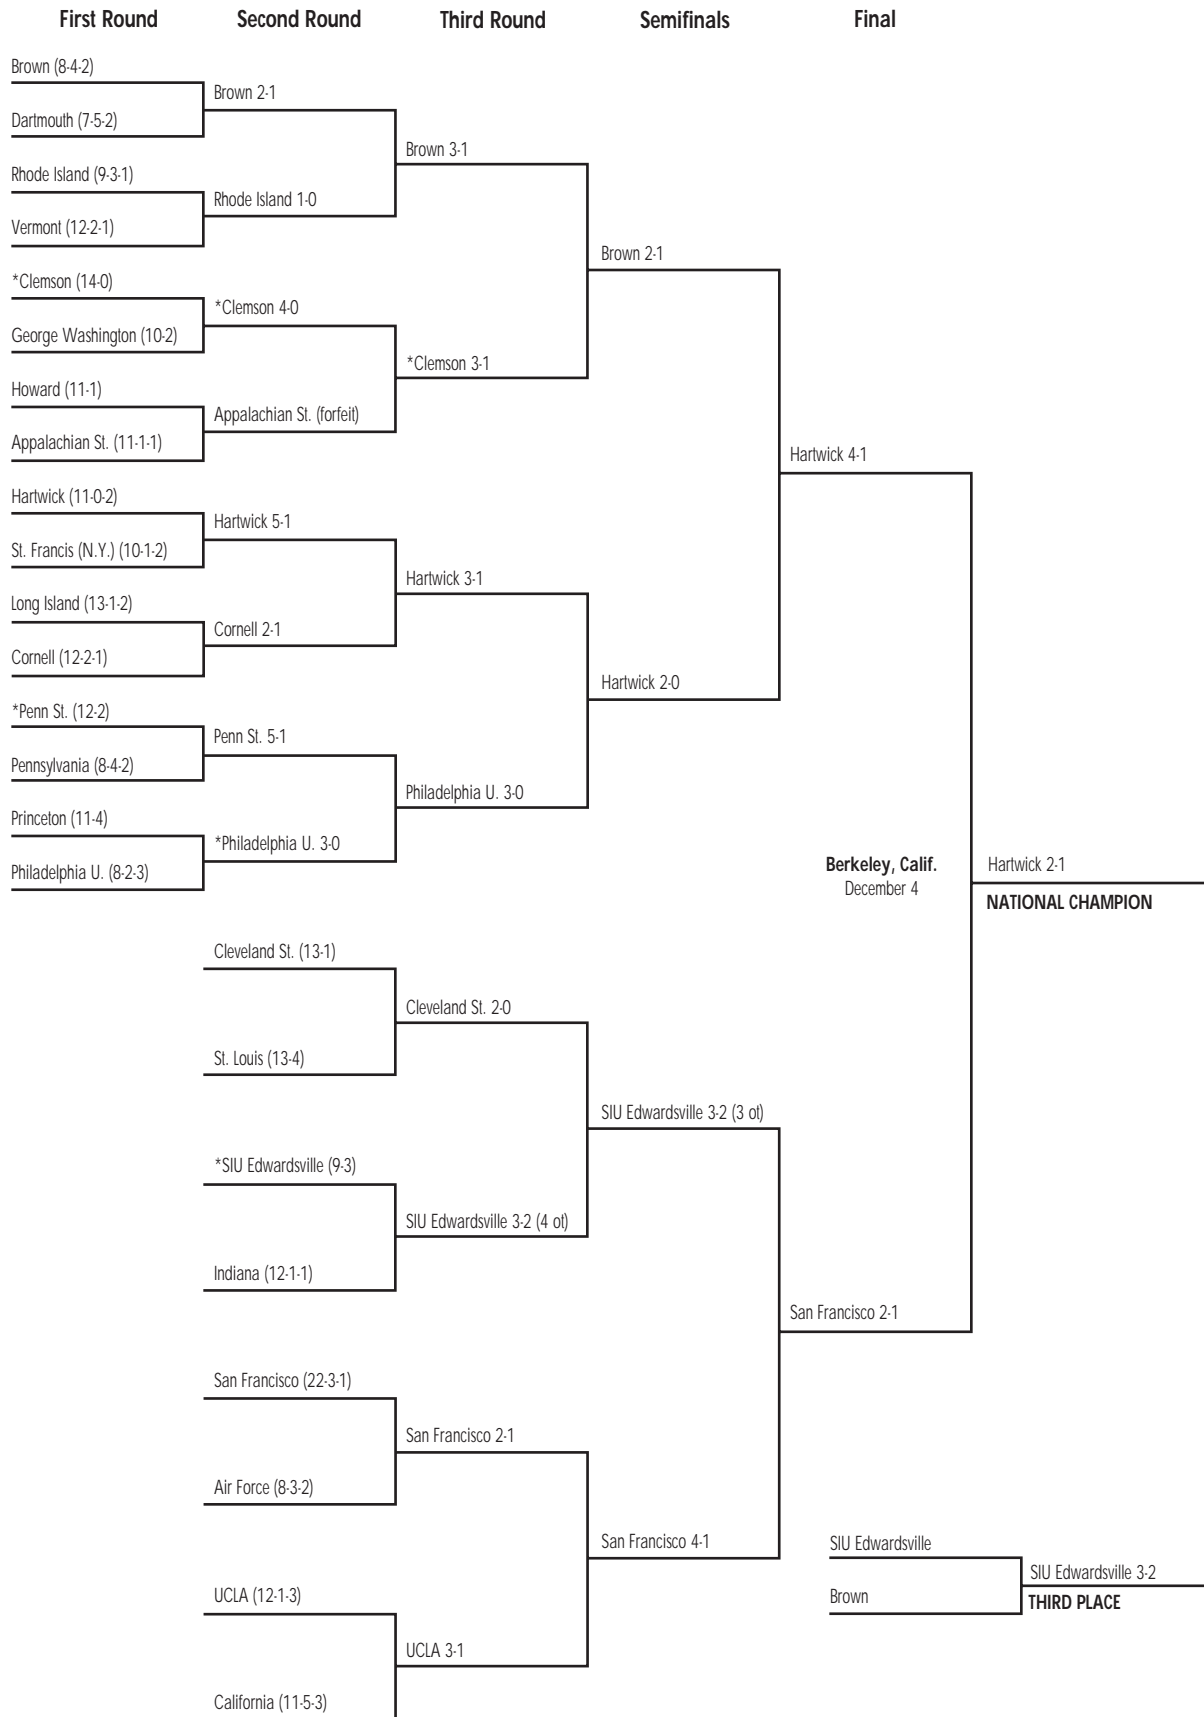 First Round
Second Round
Third Round
Semifinals
Final
Brown (8-4-2)
Dartmouth (7-5-2)
Rhode Island (9-3-1)
Vermont (12-2-1)
*Clemson (14-0)
George Washington (10-2)
Howard (11-1)
Appalachian St. (11-1-1)
Hartwick (11-0-2)
St. Francis (N.Y.) (10-1-2)
Long Island (13-1-2)
Cornell (12-2-1)
*Penn St. (12-2)
Pennsylvania (8-4-2)
Princeton (11-4)
Philadelphia U. (8-2-3)
Brown 2-1
Rhode Island 1-0
*Clemson 4-0
Appalachian St. (forfeit)
Hartwick 5-1
Cornell 2-1
Penn St. 5-1
*Philadelphia U. 3-0
Cleveland St. (13-1)
St. Louis (13-4)
*SIU Edwardsville (9-3)
Indiana (12-1-1)
San Francisco (22-3-1)
Air Force (8-3-2)
UCLA (12-1-3)
California (11-5-3)
Brown 3-1
*Clemson 3-1
Hartwick 3-1
Philadelphia U. 3-0
Cleveland St. 2-0
SIU Edwardsville 3-2 (4 ot)
San Francisco 2-1
UCLA 3-1
Brown 2-1
Hartwick 2-0
SIU Edwardsville 3-2 (3 ot)
San Francisco 4-1
Hartwick 4-1
San Francisco 2-1
Berkeley, Calif.
December 4
Hartwick 2-1
NATIONAL CHAMPION
SIU Edwardsville
Brown
SIU Edwardsville 3-2
THIRD PLACE